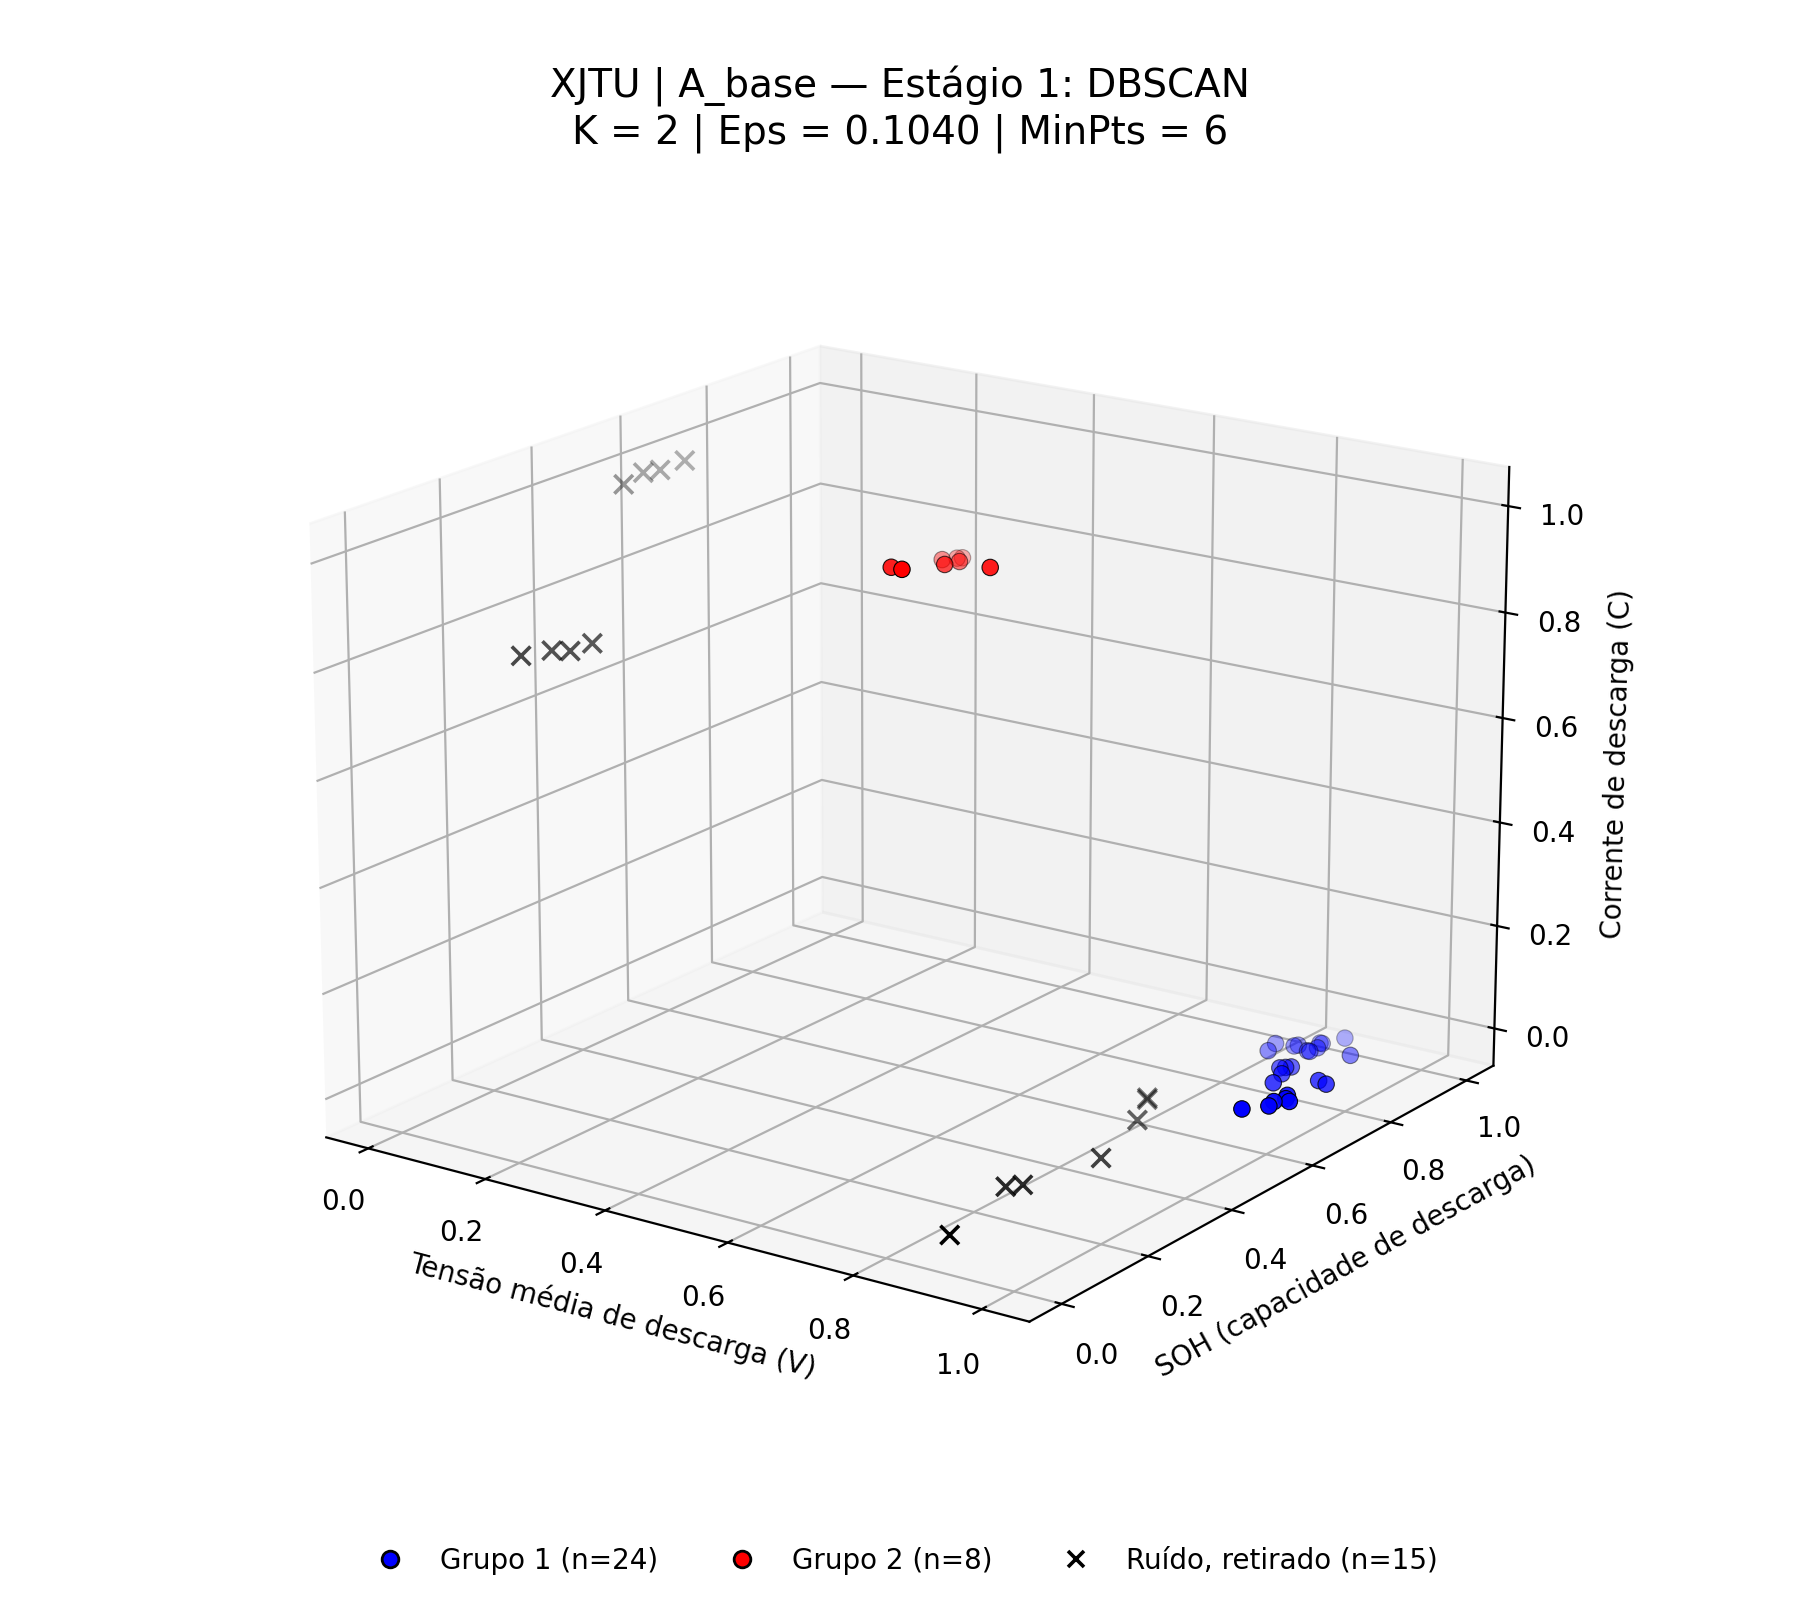 XJTU | A_base — Estágio 1: DBSCAN
K = 2 | Eps = 0.1040 | MinPts = 6
1.0
0.8
0.6
0.4
0.2
0.0
Corrente de descarga (C)
0.0
0.2
0.4
0.6
0.8
1.0
Tensão média de descarga (V)
0.0
0.2
0.4
0.6
0.8
1.0
SOH (capacidade de descarga)
Grupo 1 (n=24)
Grupo 2 (n=8)
Ruído, retirado (n=15)